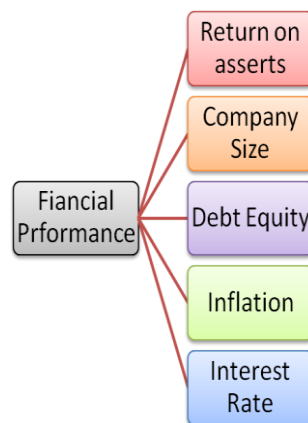 Return on
asserts
Company
Size
Fiancial
Prformance
Debt Equity
Inflation
Interest
Rate